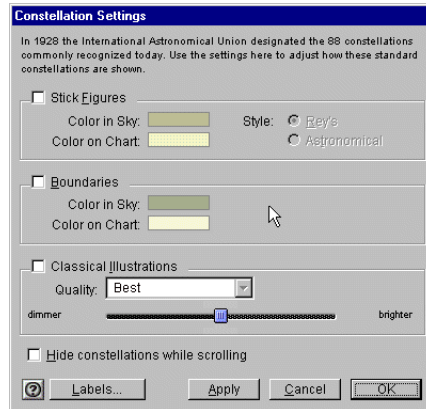 Constellation Settings
In 1928 the International Astronomical Union designated the 88 constellations
commonly recognized today. Use the settings here to adjust how these standard
constellations are shown.
Stick Figures
Color in Sky: Style: Rey's
Color on Chart: Astronomical
Boundaries
Color in Sky:
Color on Chart:
Classical Illustrations
Quality: Best
dimmer brighter
Hide constellations while scrolling
? Labels... Apply Cancel OK